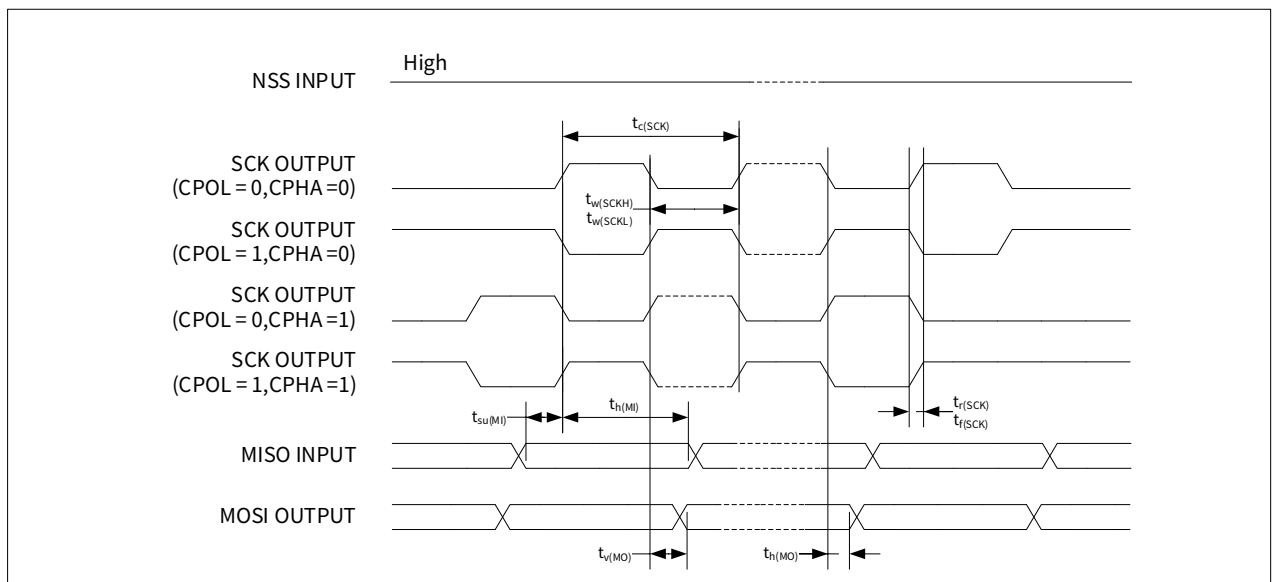 High
NSS INPUT
tc(SCK)
SCK OUTPUT
(CPOL = 0,CPHA =0)
tw(SCKH)
tw(SCKL)
SCK OUTPUT
(CPOL = 1,CPHA =0)
SCK OUTPUT
(CPOL = 0,CPHA =1)
SCK OUTPUT
(CPOL = 1,CPHA =1)
tr(SCK)
tf(SCK)
tsu(MI)
th(MI)
MISO INPUT
MOSI OUTPUT
tv(MO)
th(MO)